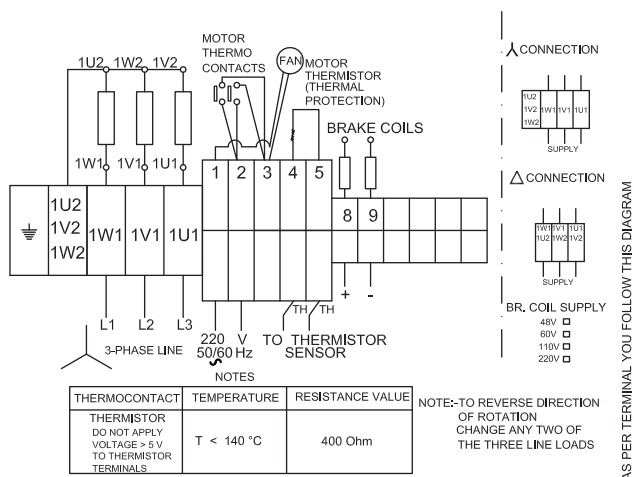 MOTOR
THERMO
CONTACTS
FAN
MOTOR
THERMISTOR
(THERMAL
PROTECTION)
BRAKE COILS
1U2 1W2 1V2
1W1 1V1 1U1
1U2
1V2
1W2
1W1 1V1 1U1
1 2 3 4 5
8 9
+ -
L1 L2 L3
3-PHASE LINE
220 V
50/60 Hz
TH TH
TO THERMISTOR
SENSOR
CONNECTION
1U2
1V2
1W2
1W1 1V1 1U1
SUPPLY
CONNECTION
1W1 1V1 1U1
1U2 1W2 1V2
SUPPLY
BR. COIL SUPPLY
48V
60V
110V
220V
NOTES
THERMOCONTACT TEMPERATURE RESISTANCE VALUE
THERMISTOR
DO NOT APPLY
VOLTAGE > 5 V
TO THERMISTOR
TERMINALS
T < 140 °C
400 Ohm
NOTE:-TO REVERSE DIRECTION
OF ROTATION
CHANGE ANY TWO OF
THE THREE LINE LOADS
AS PER TERMINAL YOU FOLLOW THIS DIAGRAM